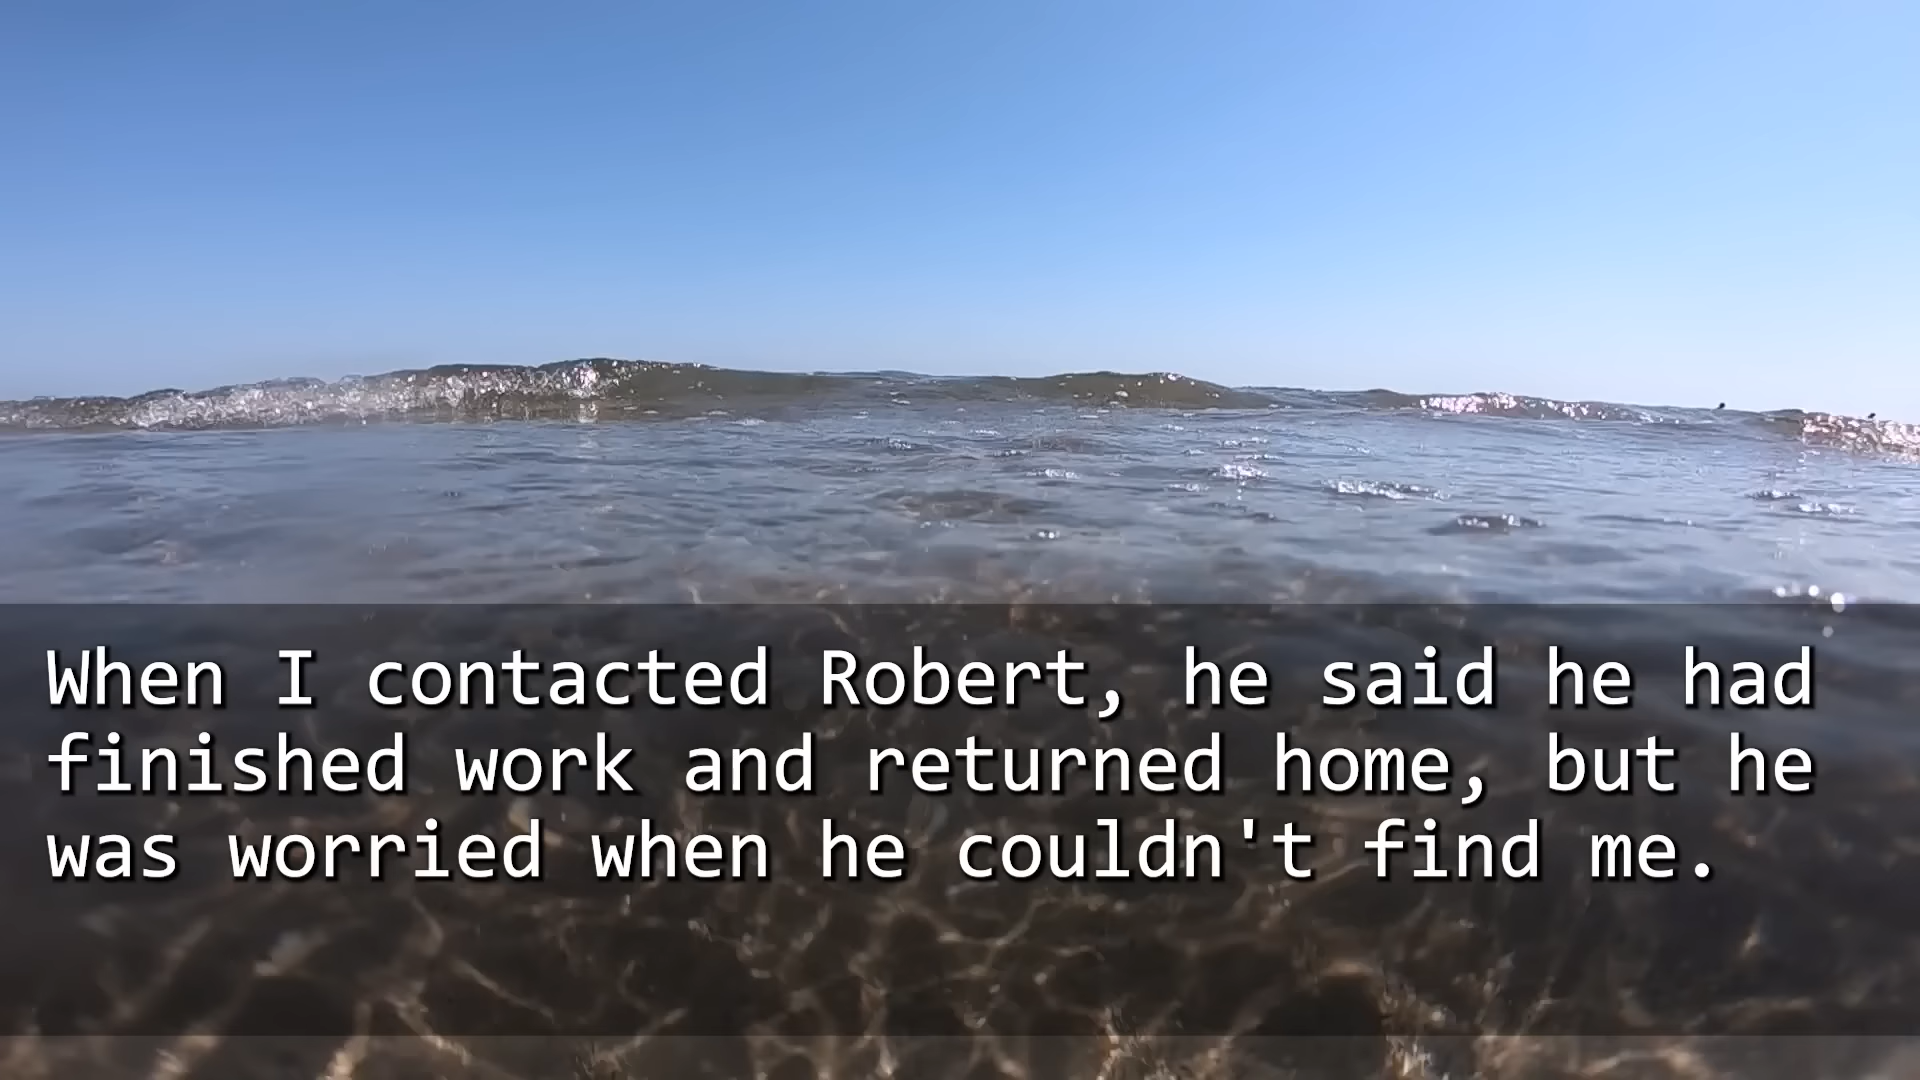 When I contacted Robert, he said he had
finished work and returned home, but he
was worried when he couldn't find me.